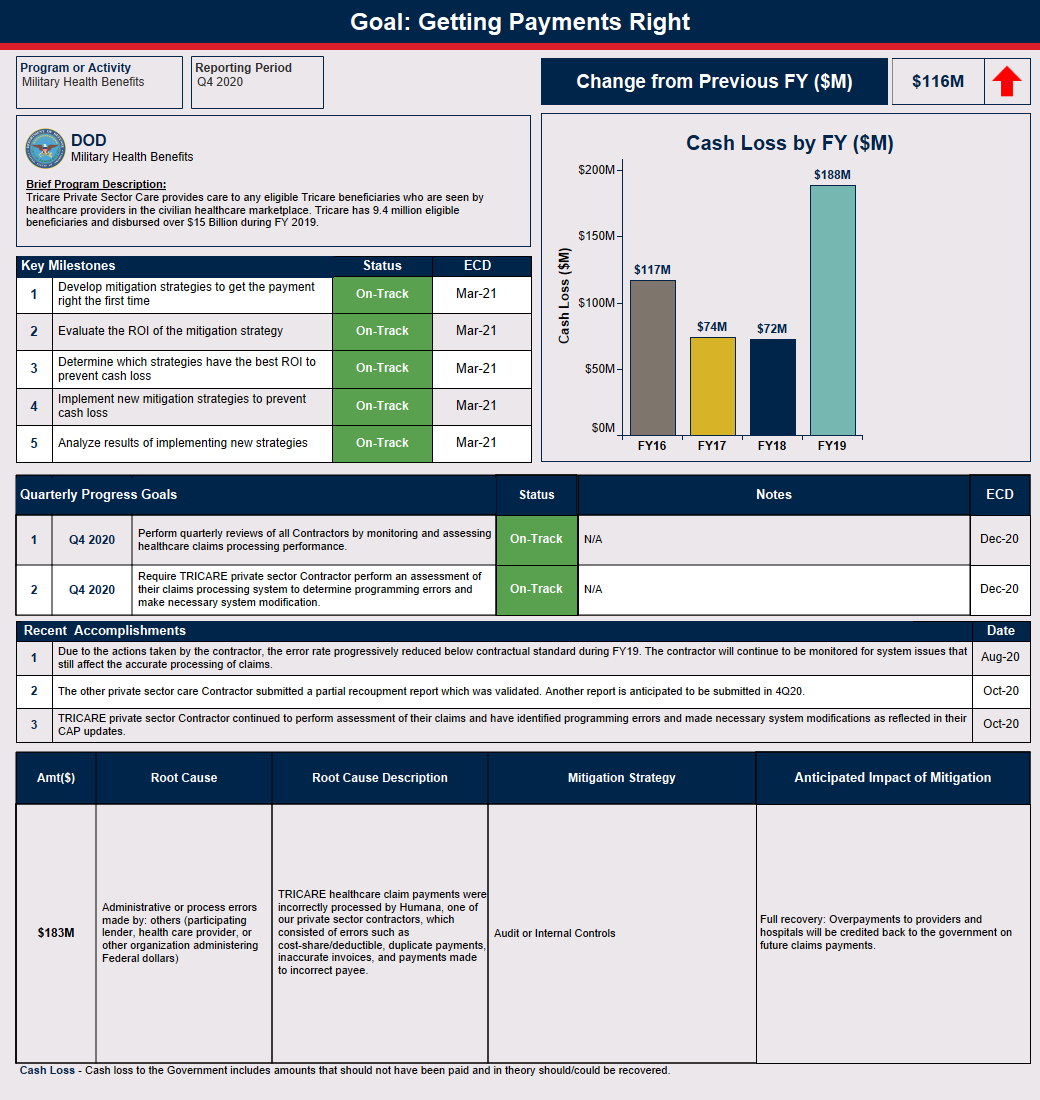 Goal: Getting Payments Right
Program or Activity
Military Health Benefits
Reporting Period
Q4 2020
Change from Previous FY ($M)
$116M
DOD
Military Health Benefits
Brief Program Description:
Tricare Private Sector Care provides care to any eligible Tricare beneficiaries who are seen by
healthcare providers in the civilian healthcare marketplace. Tricare has 9.4 million eligible
beneficiaries and disbursed over $15 Billion during FY 2019.
Cash Loss by FY ($M)
Cash Loss ($M)
$200M
$150M
$100M
$50M
$0M
$117M
$74M
$72M
$188M
FY16
FY17
FY18
FY19
Key Milestones
Status
ECD
1
Develop mitigation strategies to get the payment
right the first time
On-Track
Mar-21
2
Evaluate the ROI of the mitigation strategy
On-Track
Mar-21
3
Determine which strategies have the best ROI to
prevent cash loss
On-Track
Mar-21
4
Implement new mitigation strategies to prevent
cash loss
On-Track
Mar-21
5
Analyze results of implementing new strategies
On-Track
Mar-21
Quarterly Progress Goals
Status
Notes
ECD
1
Q4 2020
Perform quarterly reviews of all Contractors by monitoring and assessing
healthcare claims processing performance.
On-Track
N/A
Dec-20
2
Q4 2020
Require TRICARE private sector Contractor perform an assessment of
their claims processing system to determine programming errors and
make necessary system modification.
On-Track
N/A
Dec-20
Recent Accomplishments
Date
1
Due to the actions taken by the contractor, the error rate progressively reduced below contractual standard during FY19. The contractor will continue to be monitored for system issues that
still affect the accurate processing of claims.
Aug-20
2
The other private sector care Contractor submitted a partial recoupment report which was validated. Another report is anticipated to be submitted in 4Q20.
Oct-20
3
TRICARE private sector Contractor continued to perform assessment of their claims and have identified programming errors and made necessary system modifications as reflected in their
CAP updates.
Oct-20
Amt($)
Root Cause
Root Cause Description
Mitigation Strategy
Anticipated Impact of Mitigation
$183M
Administrative or process errors
made by: others (participating
lender, health care provider, or
other organization administering
Federal dollars)
TRICARE healthcare claim payments were
incorrectly processed by Humana, one of
our private sector contractors, which
consisted of errors such as
cost-share/deductible, duplicate payments,
inaccurate invoices, and payments made
to incorrect payee.
Audit or Internal Controls
Full recovery: Overpayments to providers and
hospitals will be credited back to the government on
future claims payments.
Cash Loss - Cash loss to the Government includes amounts that should not have been paid and in theory should/could be recovered.